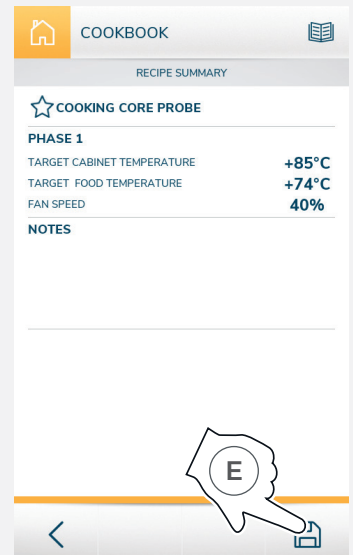 COOKBOOK
RECIPE SUMMARY
COOKING CORE PROBE
PHASE 1
TARGET CABINET TEMPERATURE +85°C
TARGET FOOD TEMPERATURE +74°C
FAN SPEED 40%
NOTES
E